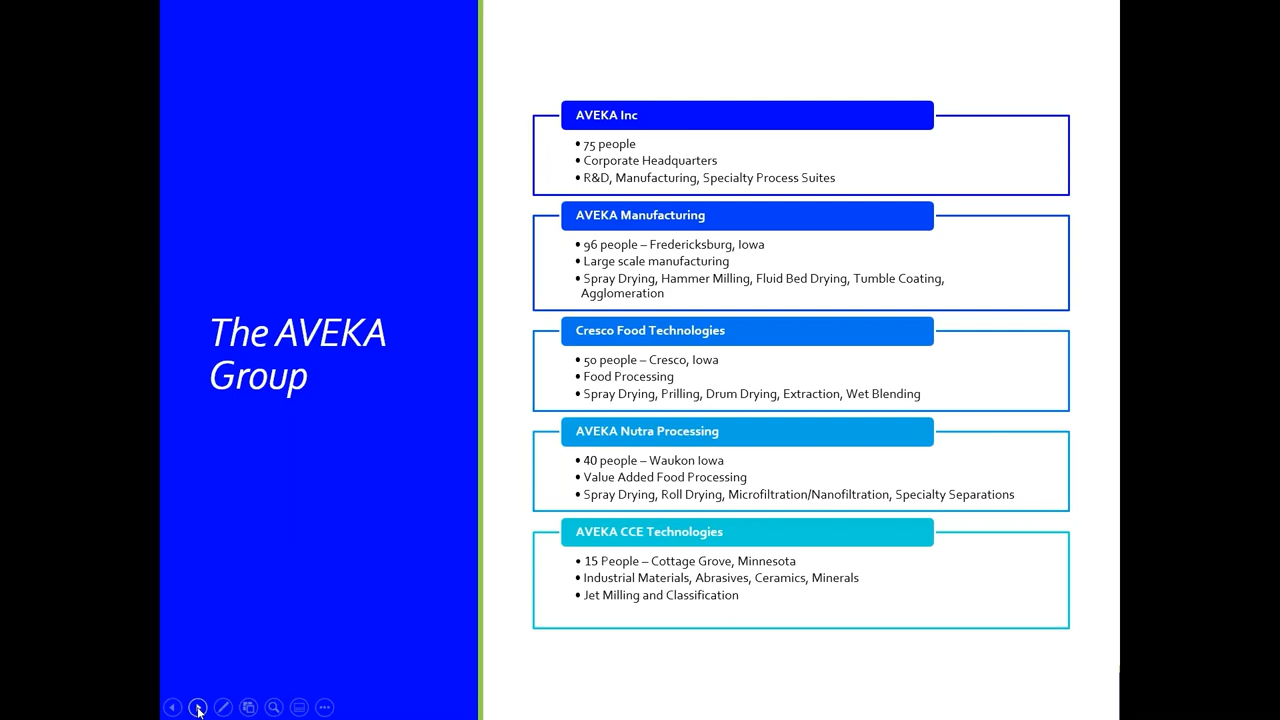 The AVEKA
Group
AVEKA Inc
• 75 people
• Corporate Headquarters
• R&D, Manufacturing, Specialty Process Suites
AVEKA Manufacturing
• 96 people – Fredericksburg, Iowa
• Large scale manufacturing
• Spray Drying, Hammer Milling, Fluid Bed Drying, Tumble Coating,
Agglomeration
Cresco Food Technologies
• 50 people – Cresco, Iowa
• Food Processing
• Spray Drying, Prilling, Drum Drying, Extraction, Wet Blending
AVEKA Nutra Processing
• 40 people – Waukon Iowa
• Value Added Food Processing
• Spray Drying, Roll Drying, Microfiltration/Nanofiltration, Specialty Separations
AVEKA CCE Technologies
• 15 People – Cottage Grove, Minnesota
• Industrial Materials, Abrasives, Ceramics, Minerals
• Jet Milling and Classification